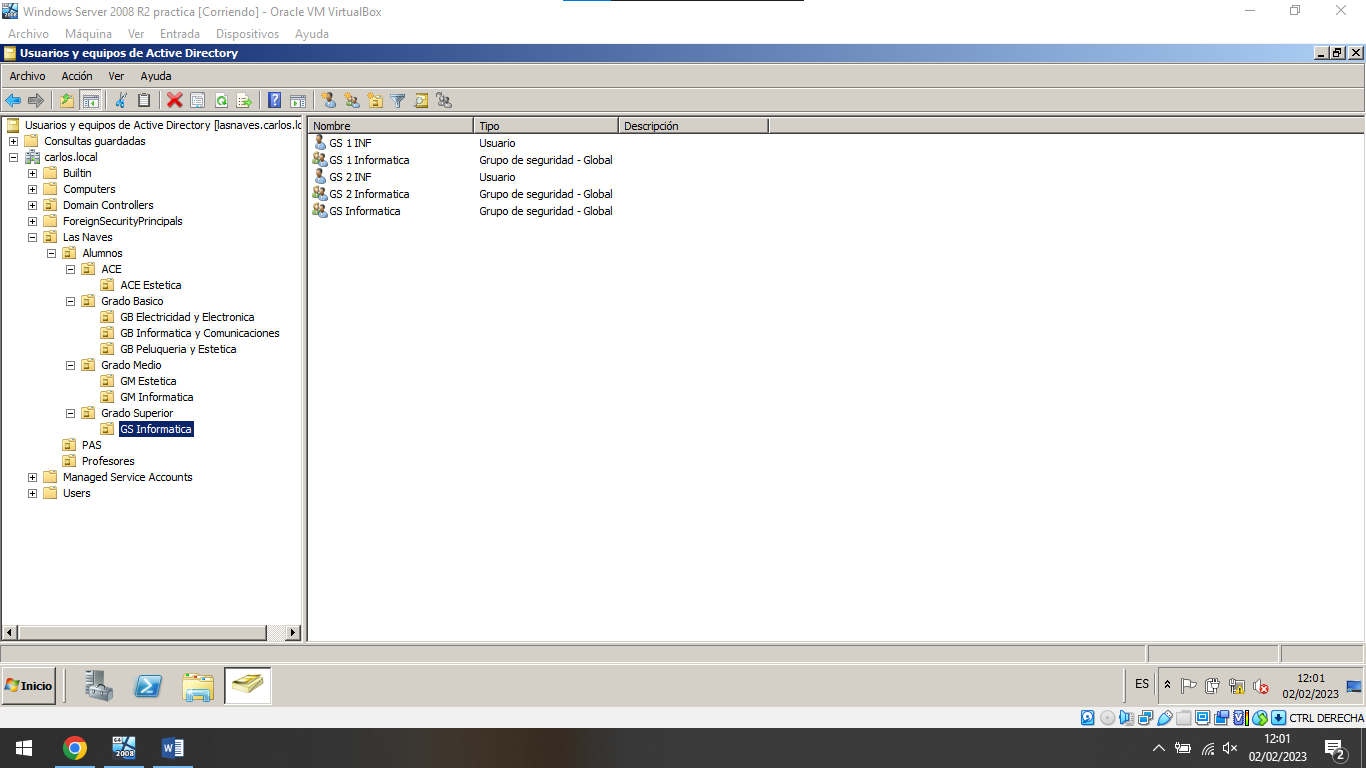 Windows Server 2008 R2 practica [Corriendo] - Oracle VM VirtualBox
Archivo Máquina Ver Entrada Dispositivos Ayuda
Usuarios y equipos de Active Directory
Archivo Acción Ver Ayuda
Usuarios y equipos de Active Directory [lasnaves.carlos.lc
Consultas guardadas
carlos.local
Builtin
Computers
Domain Controllers
ForeignSecurityPrincipals
Las Naves
Alumnos
ACE
ACE Estetica
Grado Basico
GB Electricidad y Electronica
GB Informatica y Comunicaciones
GB Peluqueria y Estetica
Grado Medio
GM Estetica
GM Informatica
Grado Superior
GS Informatica
PAS
Profesores
Managed Service Accounts
Users
Nombre Tipo Descripción
GS 1 INF Usuario
GS 1 Informatica Grupo de seguridad - Global
GS 2 INF Usuario
GS 2 Informatica Grupo de seguridad - Global
GS Informatica Grupo de seguridad - Global
Inicio
ES
12:01
02/02/2023
CTRL DERECHA
2008
W
12:01
02/02/2023
2